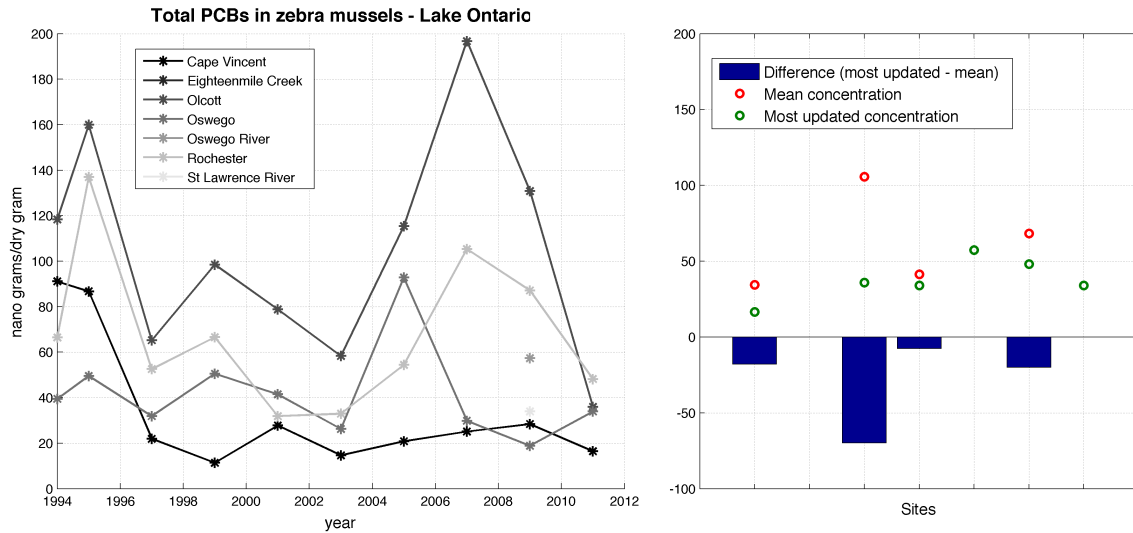 Total PCBs in zebra mussels - Lake Ontario
200
180
160
140
120
100
80
60
40
20
0
nano grams/dry gram
Cape Vincent
Eighteenmile Creek
Olcott
Oswego
Oswego River
Rochester
St Lawrence River
1994 1996 1998 2000 2002 2004 2006 2008 2010 2012
year
200
150
100
50
0
-50
-100
Difference (most updated - mean)
Mean concentration
Most updated concentration
Sites